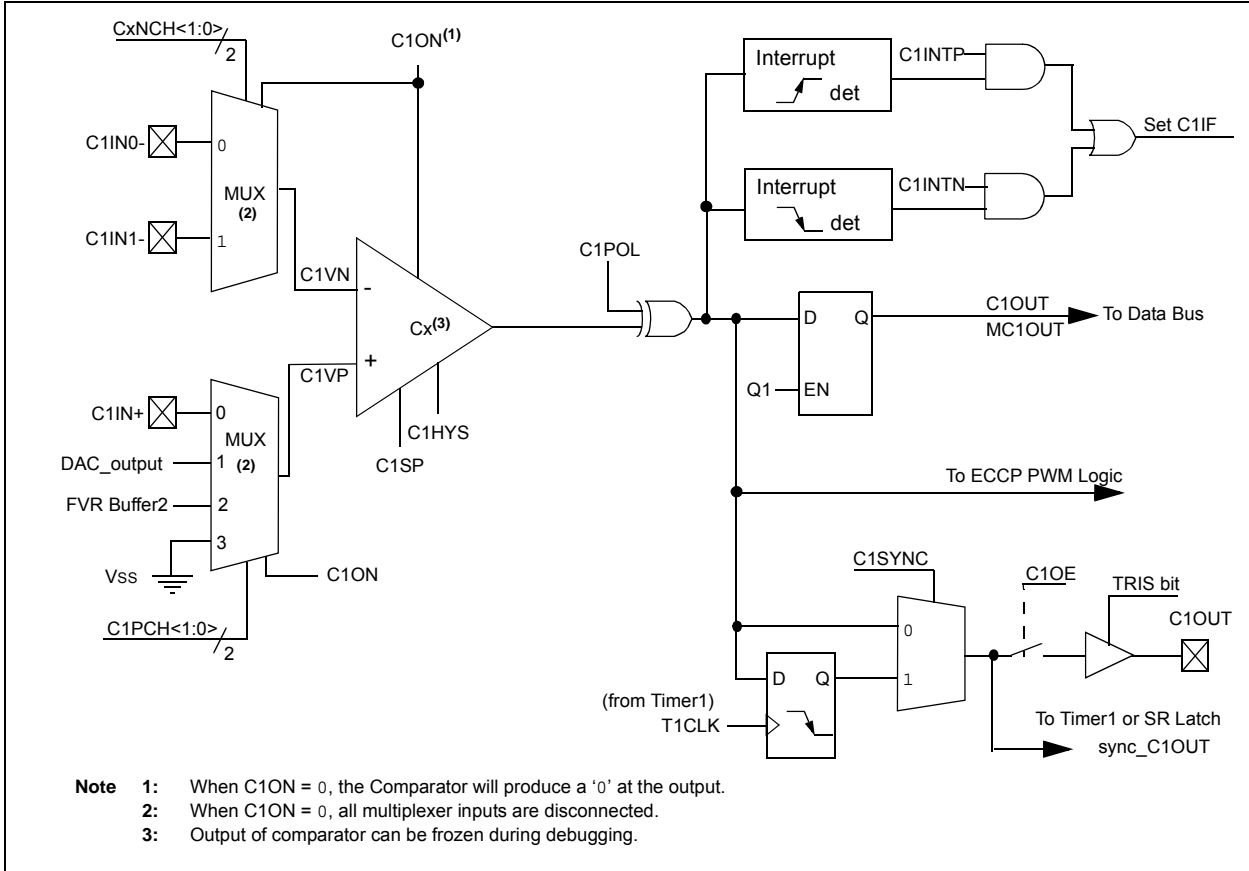 CxNCH<1:0>
2
C1ON(1)
C1IN0-
0
MUX
(2)
C1IN1-
1
C1VN
-
Cx(3)
+
C1VP
C1IN+
0
MUX
(2)
DAC_output
1
FVR Buffer2
2
3
VSS
C1ON
C1PCH<1:0>
2
C1HYS
C1SP
C1POL
Interrupt
det
C1INTP
Interrupt
det
C1INTN
Set C1IF
D
Q
Q1
EN
C1OUT
MC1OUT
To Data Bus
To ECCP PWM Logic
C1SYNC
0
1
D
Q
(from Timer1)
T1CLK
C1OE
TRIS bit
C1OUT
To Timer1 or SR Latch
sync_C1OUT
Note 1: When C1ON = 0, the Comparator will produce a ‘0’ at the output.
2: When C1ON = 0, all multiplexer inputs are disconnected.
3: Output of comparator can be frozen during debugging.